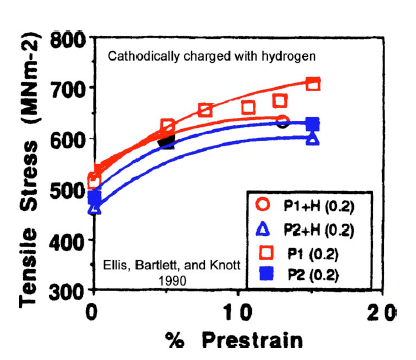 800
Cathodically charged with hydrogen
700
600
500
400
300
Tensile Stress (MNm-2)
P1+H (0.2)
P2+H (0.2)
P1 (0.2)
P2 (0.2)
Ellis, Bartlett, and Knott
1990
0 10 20
% Prestrain